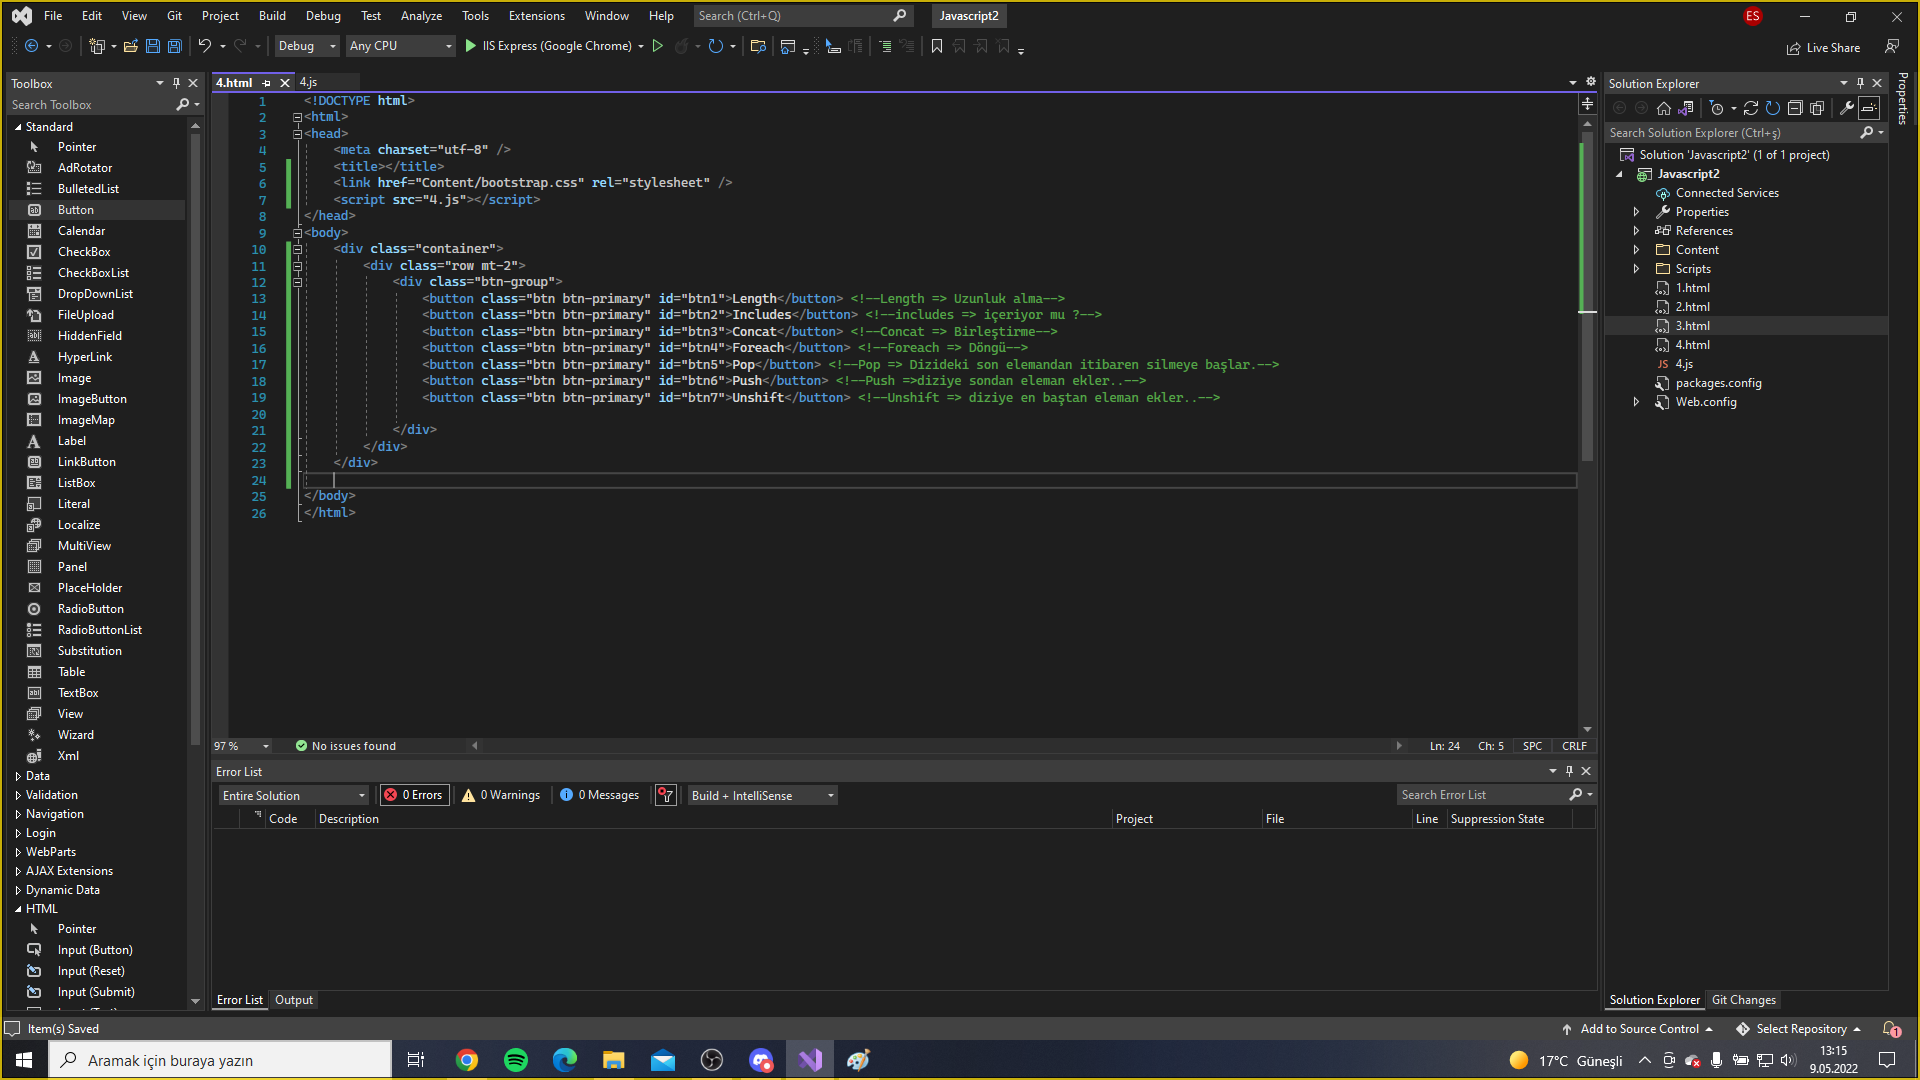 File Edit View Git Project Build Debug Test Analyze Tools Extensions Window Help Search (Ctrl+Q) Javascript2 ES
Debug Any CPU IIS Express (Google Chrome) Live Share
Toolbox
Search Toolbox
Standard
Pointer
AdRotator
BulletedList
Button
Calendar
CheckBox
CheckBoxList
DropDownList
FileUpload
HiddenField
HyperLink
Image
ImageButton
ImageMap
Label
LinkButton
ListBox
Literal
Localize
MultiView
Panel
PlaceHolder
RadioButton
RadioButtonList
Substitution
Table
TextBox
View
Wizard
Xml
Data
Validation
Navigation
Login
WebParts
AJAX Extensions
Dynamic Data
HTML
Pointer
Input (Button)
Input (Reset)
Input (Submit)
4.html 4.js
1 <!DOCTYPE html>
2 <html>
3 <head>
4 <meta charset="utf-8" />
5 <title></title>
6 <link href="Content/bootstrap.css" rel="stylesheet" />
7 <script src="4.js"></script>
8 </head>
9 <body>
10 <div class="container">
11 <div class="row mt-2">
12 <div class="btn-group">
13 <button class="btn btn-primary" id="btn1">Length</button> <!--Length => Uzunluk alma-->
14 <button class="btn btn-primary" id="btn2">Includes</button> <!--includes => içeriyor mu ?-->
15 <button class="btn btn-primary" id="btn3">Concat</button> <!--Concat => Birleştirme-->
16 <button class="btn btn-primary" id="btn4">Foreach</button> <!--Foreach => Döngü-->
17 <button class="btn btn-primary" id="btn5">Pop</button> <!--Pop => Dizideki son elemandan itibaren silmeye başlar.-->
18 <button class="btn btn-primary" id="btn6">Push</button> <!--Push =>diziye sondan eleman ekler..-->
19 <button class="btn btn-primary" id="btn7">Unshift</button> <!--Unshift => diziye en baştan eleman ekler..-->
20
21 </div>
22 </div>
23 </div>
24
25 </body>
26 </html>
97 % No issues found Ln: 24 Ch: 5 SPC CRLF
Error List
Entire Solution 0 Errors 0 Warnings 0 Messages Build + IntelliSense Search Error List
Code Description Project File Line Suppression State
Error List Output
Solution Explorer
Search Solution Explorer (Ctrl+ş)
Solution 'Javascript2' (1 of 1 project)
Javascript2
Connected Services
Properties
References
Content
Scripts
1.html
2.html
3.html
4.html
JS 4.js
packages.config
Web.config
Solution Explorer Git Changes
Properties
Item(s) Saved Add to Source Control Select Repository 1
Aramak için buraya yazın 17°C Güneşli 13:15
9.05.2022